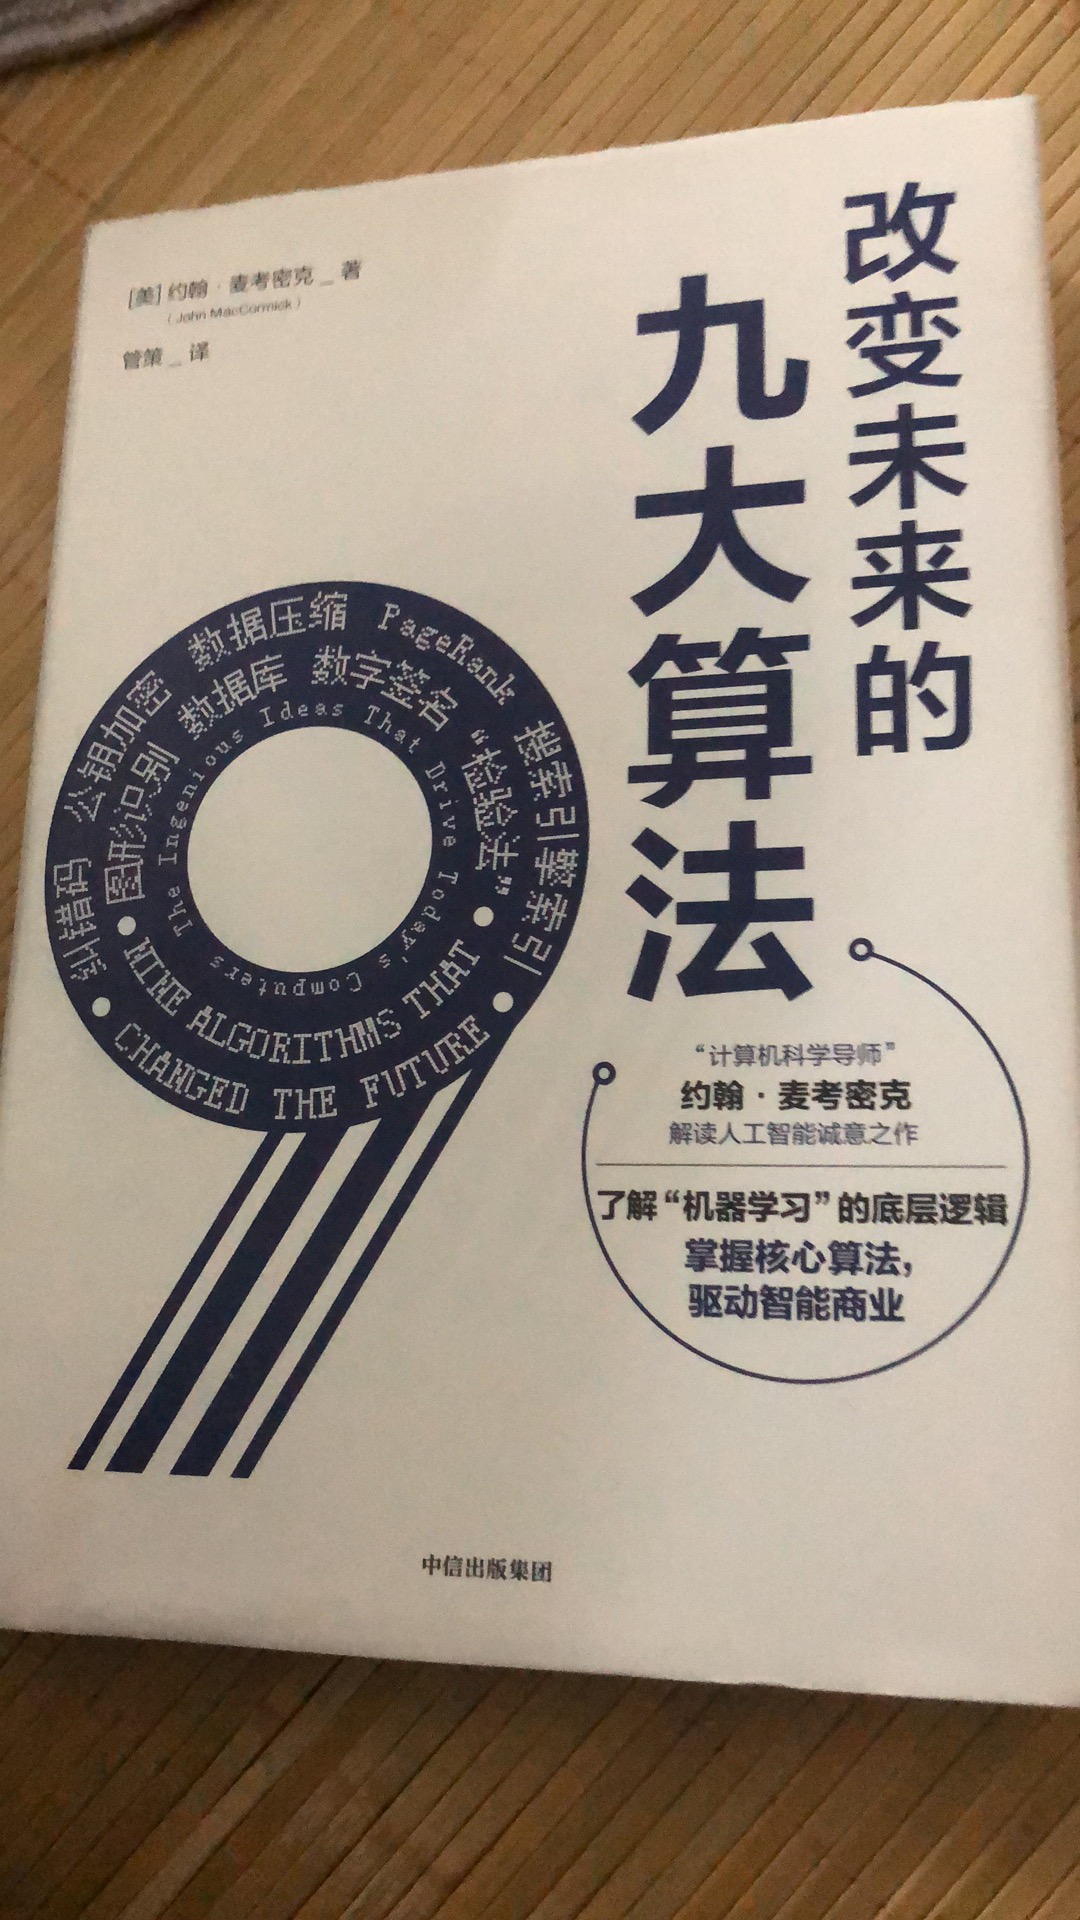 改变未来的
九大算法
[美] 约翰·麦考密克_著
(John MacCormick)
管策_译
纠错码 公钥加密 数据压缩 PageRank 搜索引擎索引
图形识别 数据库 数字签名 “检验法”
The Ingenious Ideas That Drive Today's Computers
NINE ALGORITHMS THAT
CHANGED THE FUTURE
“计算机科学导师”
约翰·麦考密克
解读人工智能诚意之作
了解“机器学习”的底层逻辑
掌握核心算法,
驱动智能商业
中信出版集团